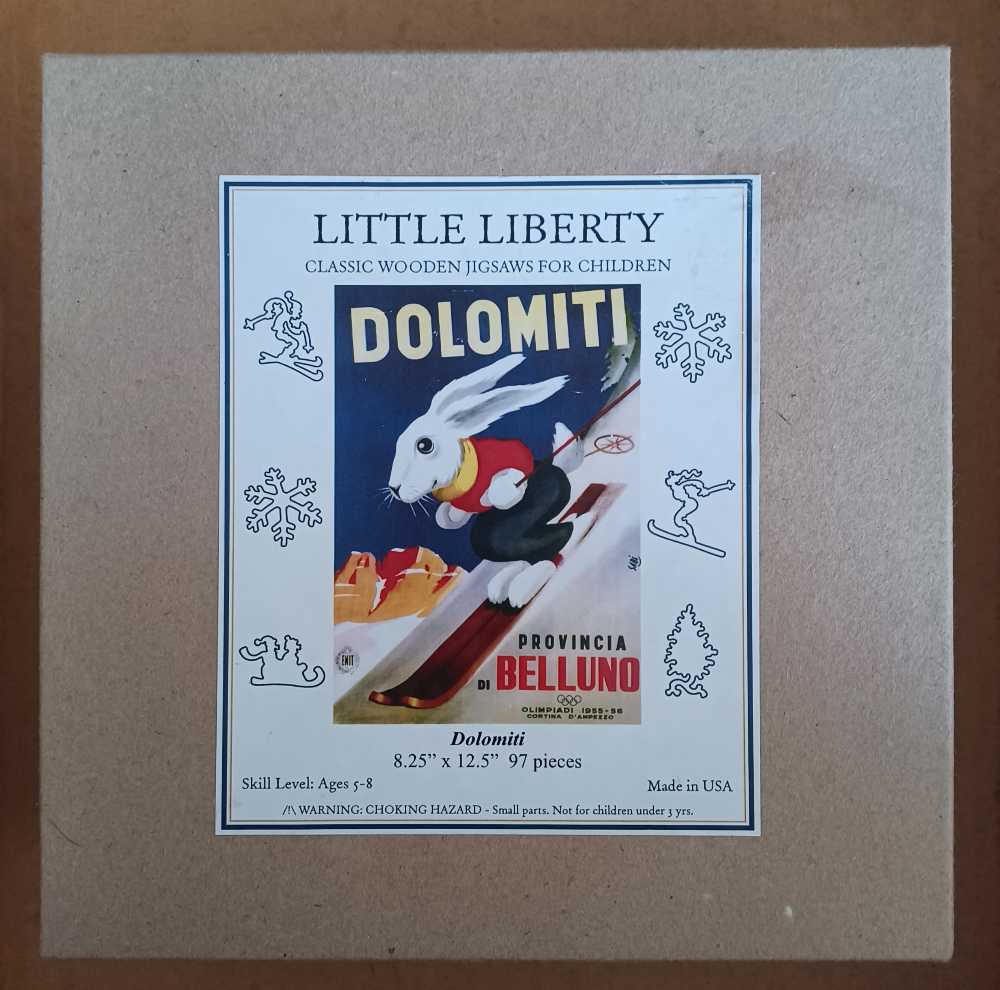 LITTLE LIBERTY
CLASSIC WOODEN JIGSAWS FOR CHILDREN
DOLOMITI
SABI
ENIT
PROVINCIA
DI BELLUNO
OLIMPIADI 1955-56
CORTINA D'AMPEZZO
Dolomiti
8.25” x 12.5” 97 pieces
Skill Level: Ages 5-8
Made in USA
/!\ WARNING: CHOKING HAZARD - Small parts. Not for children under 3 yrs.